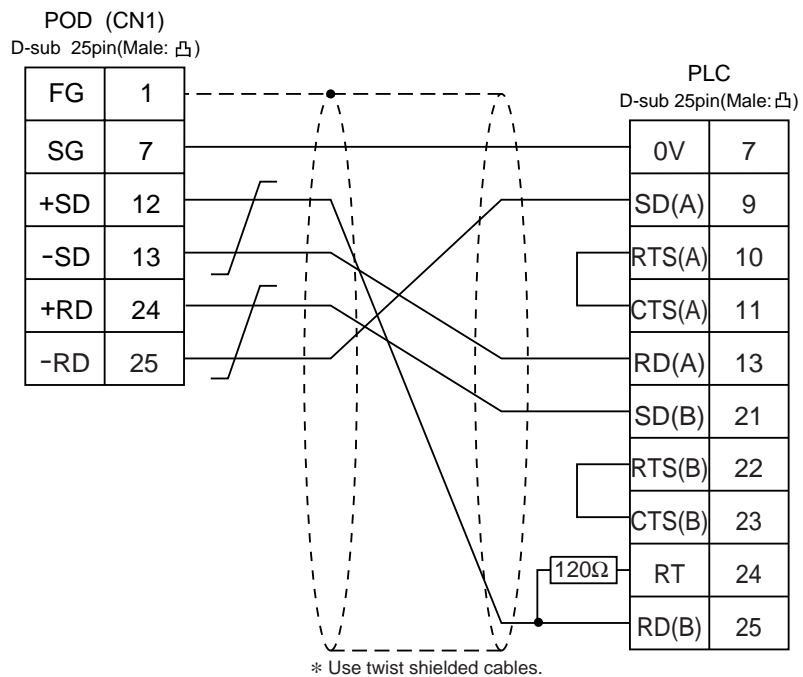 POD (CN1)
D-sub 25pin(Male: 凸)
FG 1
SG 7
+SD 12
-SD 13
+RD 24
-RD 25
PLC
D-sub 25pin(Male: 凸)
0V 7
SD(A) 9
RTS(A) 10
CTS(A) 11
RD(A) 13
SD(B) 21
RTS(B) 22
CTS(B) 23
120Ω
RT 24
RD(B) 25
* Use twist shielded cables.